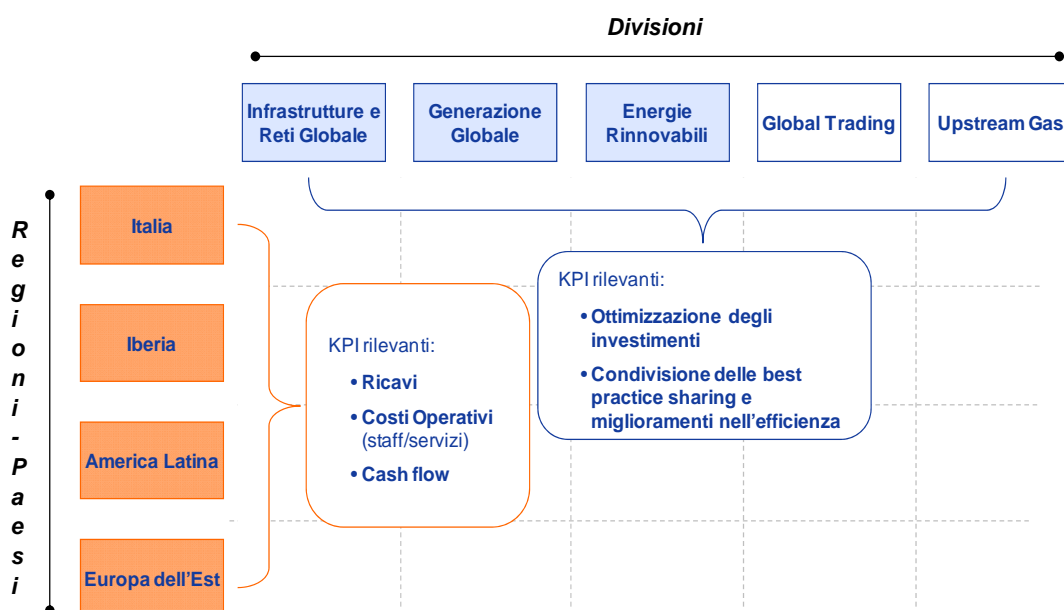 Divisioni
Infrastrutture e
Reti Globale
Generazione
Globale
Energie
Rinnovabili
Global Trading
Upstream Gas
Regioni-Paesi
Italia
Iberia
America Latina
Europa dell'Est
KPI rilevanti:
• Ricavi
• Costi Operativi
(staff/servizi)
• Cash flow
KPI rilevanti:
• Ottimizzazione degli
investimenti
• Condivisione delle best
practice sharing e
miglioramenti nell'efficienza